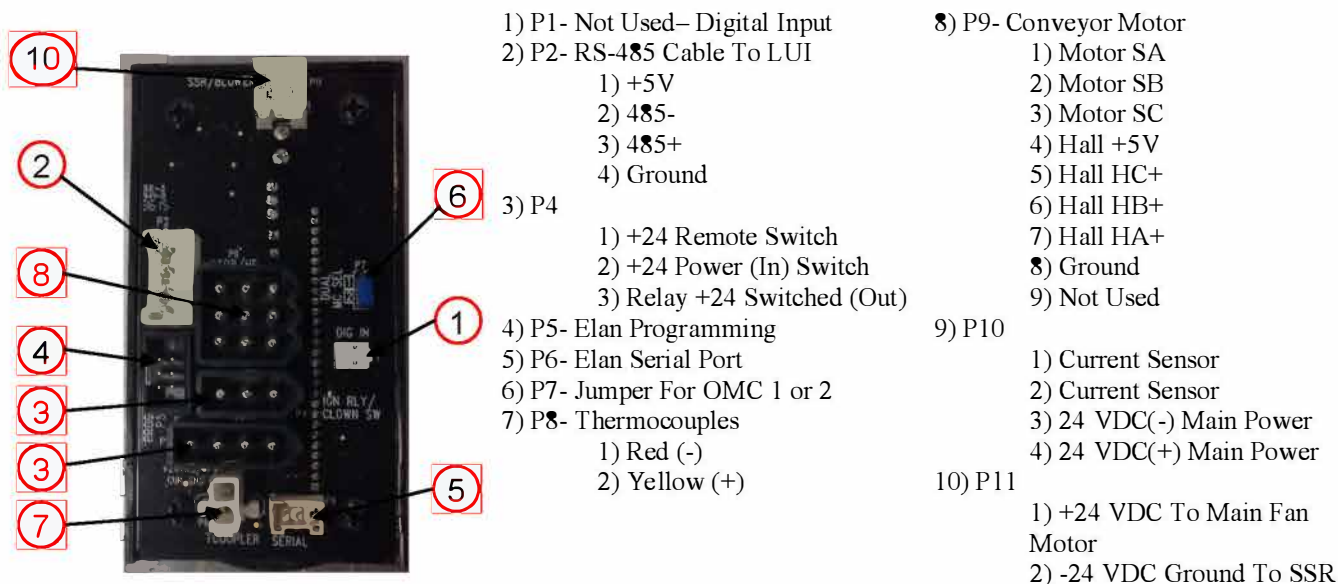 10
SSR/BLOWER
2
6
8
DUAL
1
DIG IN
4
3
IGN RLY/
CLOWN SW
3
5
7
TCOUPLER SERIAL
1) P1- Not Used– Digital Input
2) P2- RS-485 Cable To LUI
1) +5V
2) 485-
3) 485+
4) Ground
3) P4
1) +24 Remote Switch
2) +24 Power (In) Switch
3) Relay +24 Switched (Out)
4) P5- Elan Programming
5) P6- Elan Serial Port
6) P7- Jumper For OMC 1 or 2
7) P8- Thermocouples
1) Red (-)
2) Yellow (+)
8) P9- Conveyor Motor
1) Motor SA
2) Motor SB
3) Motor SC
4) Hall +5V
5) Hall HC+
6) Hall HB+
7) Hall HA+
8) Ground
9) Not Used
9) P10
1) Current Sensor
2) Current Sensor
3) 24 VDC(-) Main Power
4) 24 VDC(+) Main Power
10) P11
1) +24 VDC To Main Fan
Motor
2) -24 VDC Ground To SSR